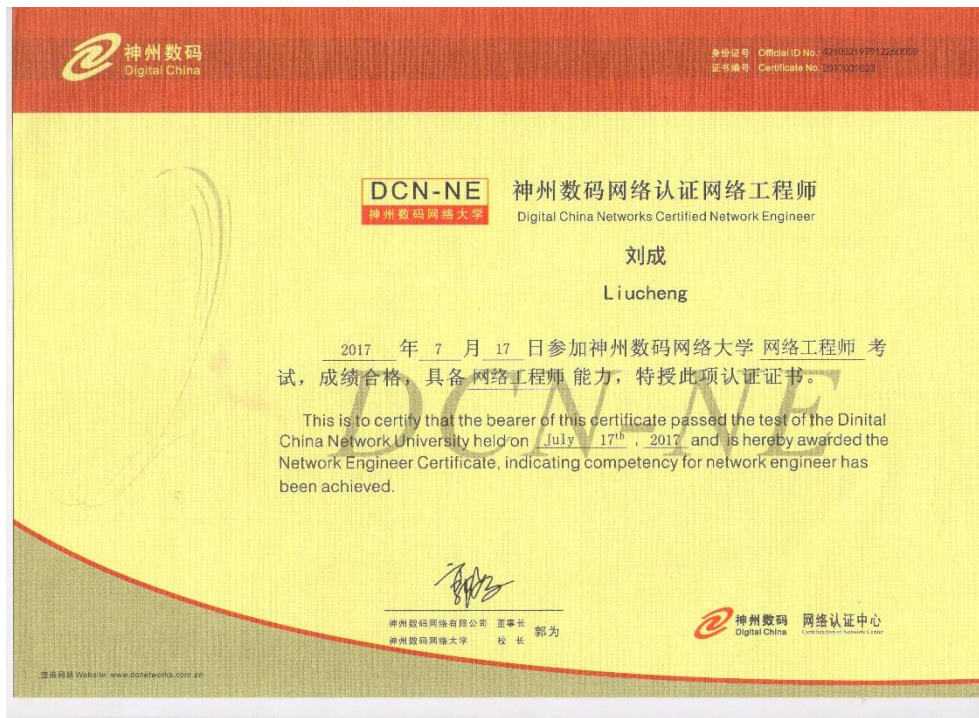 神州数码
Digital China
身份证号 Official ID No.:
证书编号 Certificate No.:
DCN-NE
神州数码网络大学
神州数码网络认证网络工程师
Digital China Networks Certified Network Engineer
刘成
Liucheng
2017 年 7 月 17 日参加神州数码网络大学 网络工程师 考
试，成绩合格，具备 网络工程师 能力，特授此项认证证书。
DCN-NE
This is to certify that the bearer of this certificate passed the test of the Dinital
China Network University held on July 17th , 2017 and is hereby awarded the
Network Engineer Certificate, indicating competency for network engineer has
been achieved.
神州数码网络有限公司 董事长
神州数码网络大学 校 长 郭为
神州数码 网络认证中心
Digital China Certification of Network Center
查询网站 Website: www.dcnetworks.com.cn